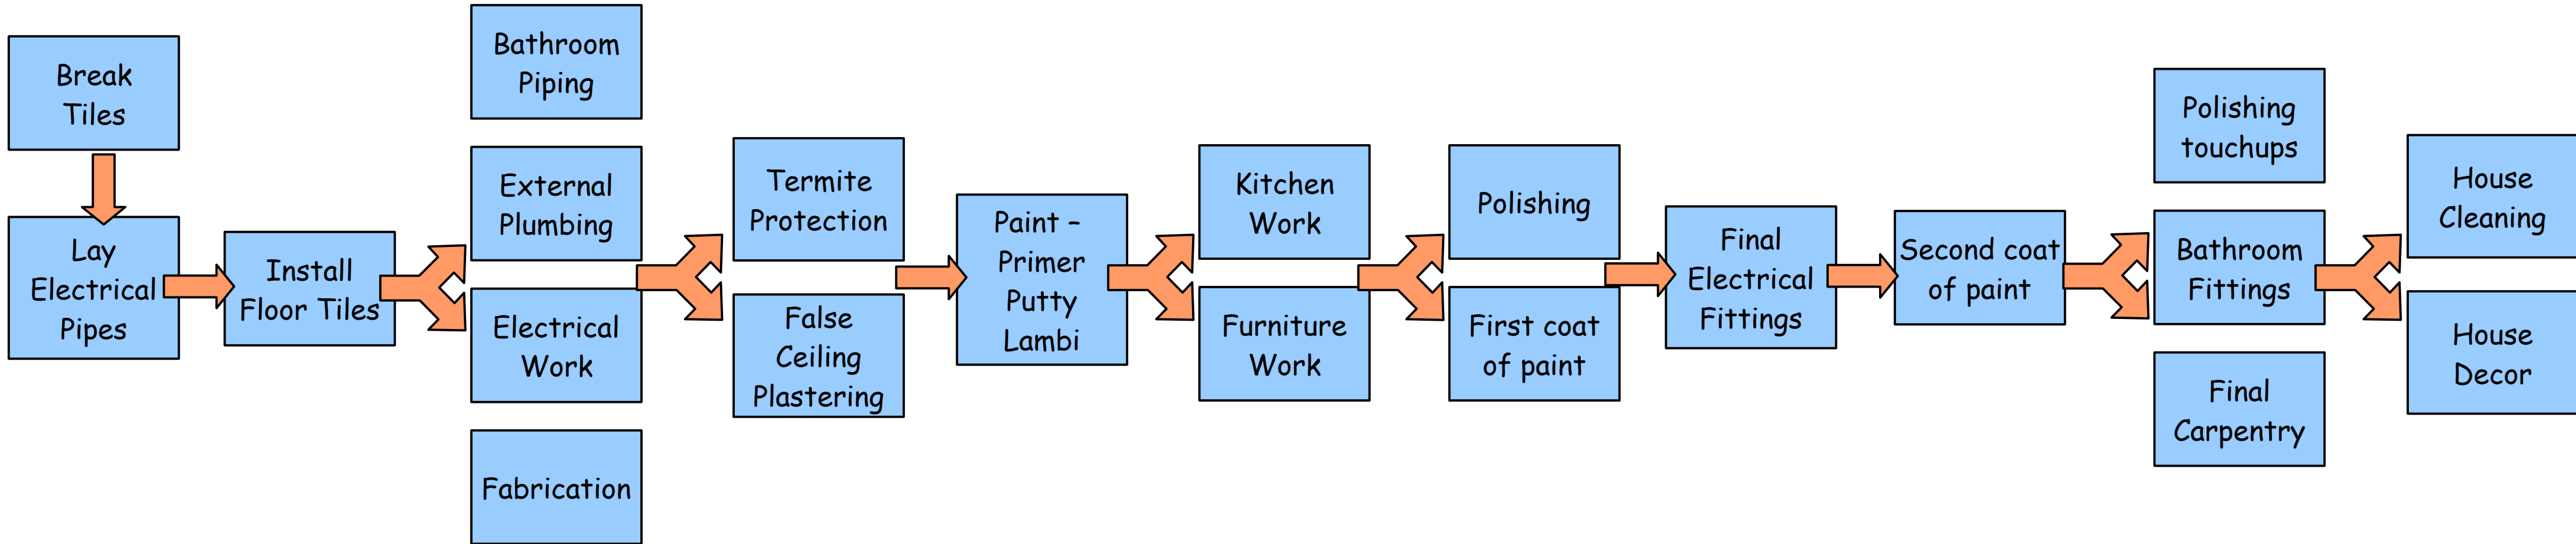 Break
Tiles
Lay
Electrical
Pipes
Install
Floor Tiles
Bathroom
Piping
External
Plumbing
Electrical
Work
Fabrication
Termite
Protection
False
Ceiling
Plastering
Paint –
Primer
Putty
Lambi
Kitchen
Work
Furniture
Work
Polishing
First coat
of paint
Final
Electrical
Fittings
Second coat
of paint
Polishing
touchups
Bathroom
Fittings
Final
Carpentry
House
Cleaning
House
Decor